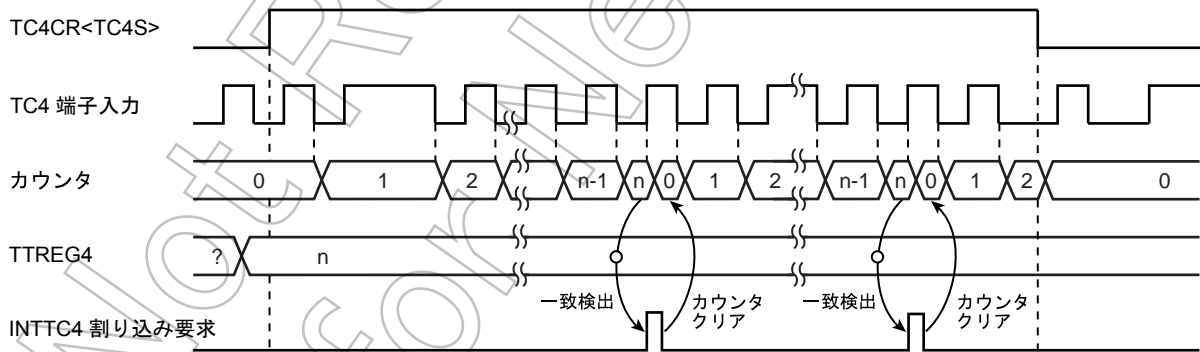 TC4CR<TC4S>
TC4 端子入力
カウンタ 0 1 2 n-1 n 0 1 2 n-1 n 0 1 2 0
TTREG4 ? n
一致検出 カウンタ クリア 一致検出 カウンタ クリア
INTTC4 割り込み要求